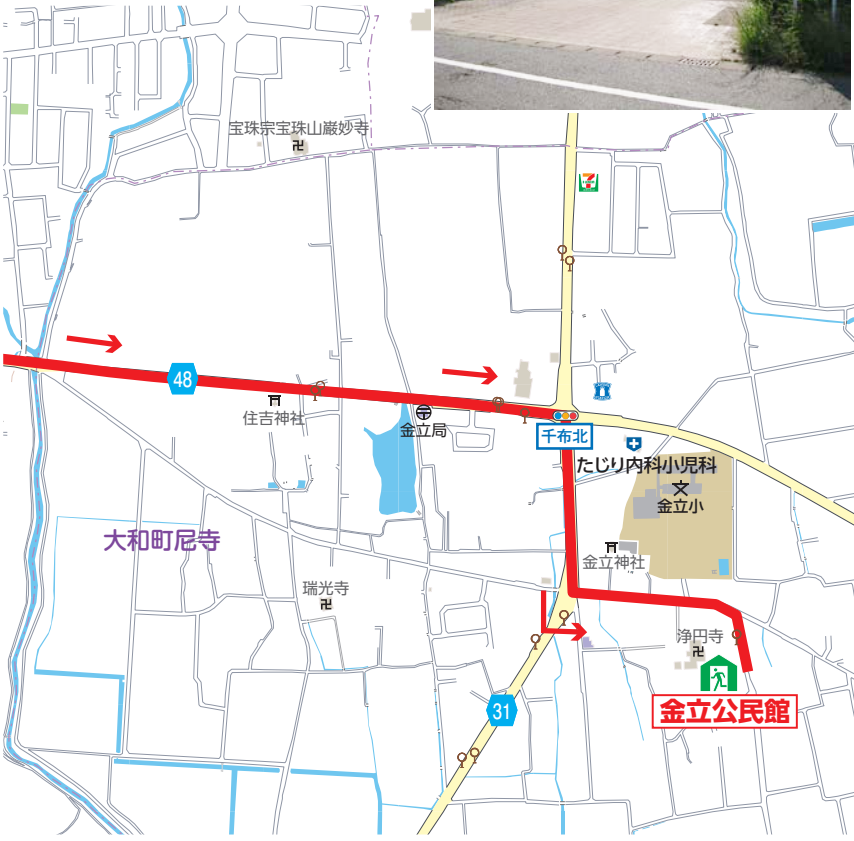 宝珠宗宝珠山巌妙寺
48
住吉神社
金立局
千布北
たじり内科小児科
文
金立小
大和町尼寺
金立神社
瑞光寺
浄円寺
31
金立公民館